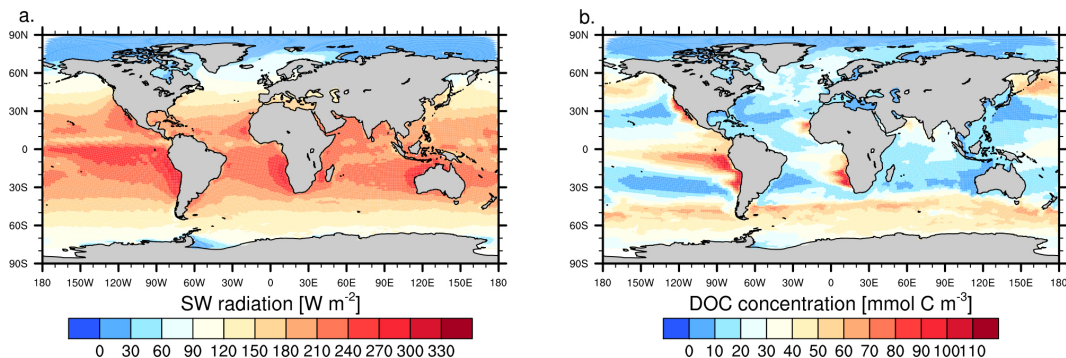 a.
90N
60N
30N
0
30S
60S
90S
180 150W 120W 90W 60W 30W 0 30E 60E 90E 120E 150E 180
SW radiation [W m-2]
0 30 60 90 120 150 180 210 240 270 300 330
b.
90N
60N
30N
0
30S
60S
90S
180 150W 120W 90W 60W 30W 0 30E 60E 90E 120E 150E 180
DOC concentration [mmol C m-3]
0 10 20 30 40 50 60 70 80 90 100 110